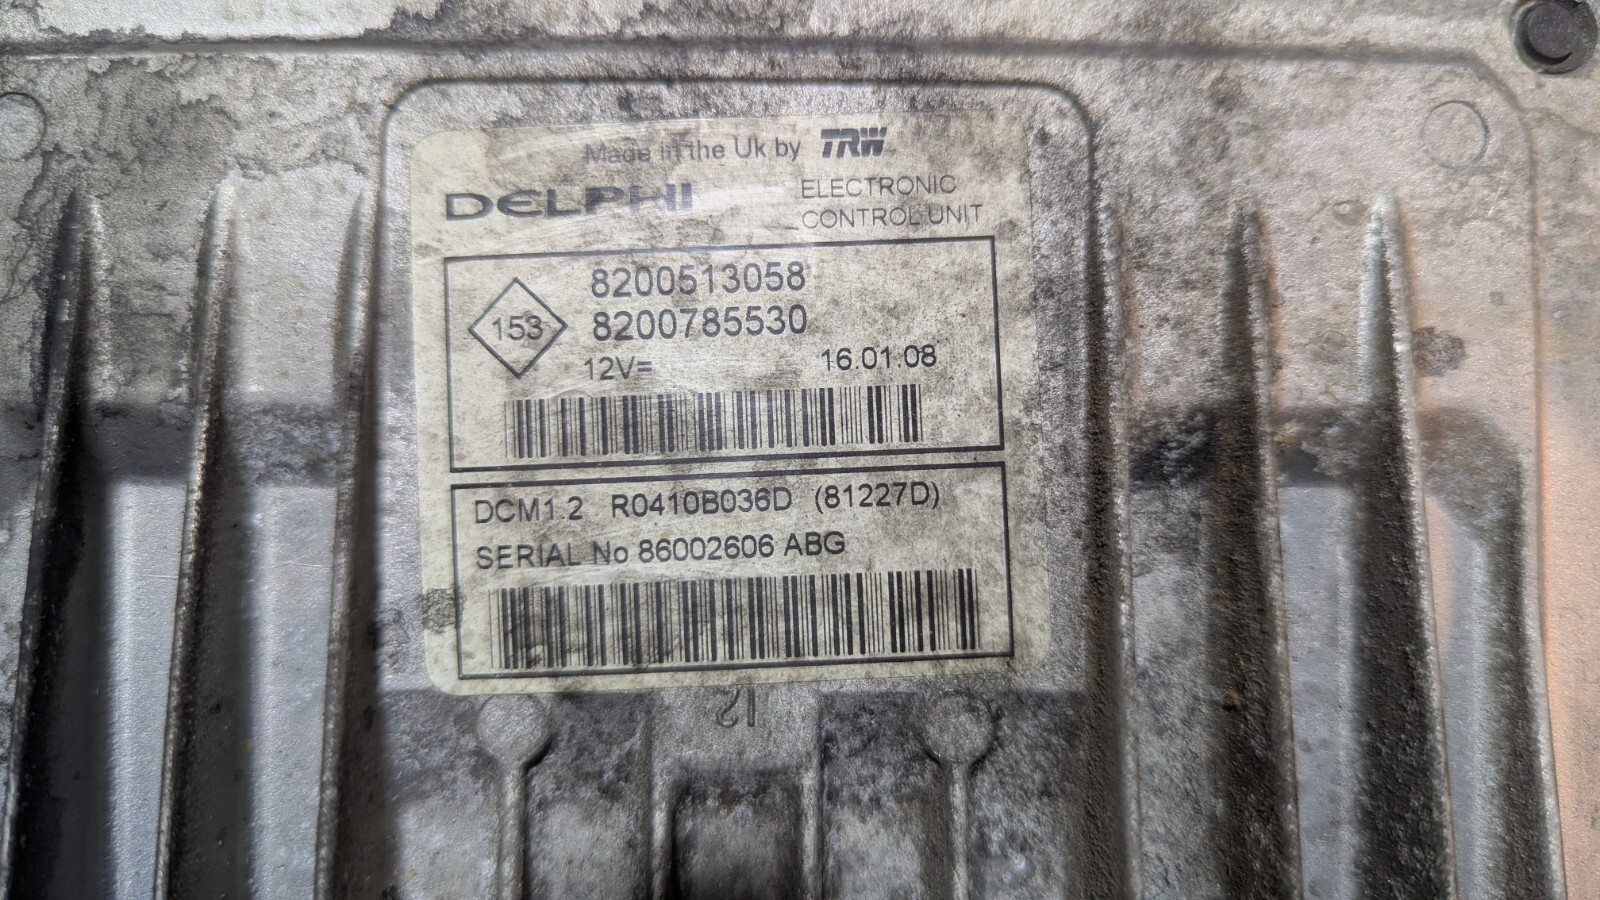 Made in the Uk by TRW
DELPHI
ELECTRONIC
CONTROL UNIT
8200513058
153
8200785530
12V=
16.01.08
DCM1.2 R0410B036D (81227D)
SERIAL No 86002606 ABG
12